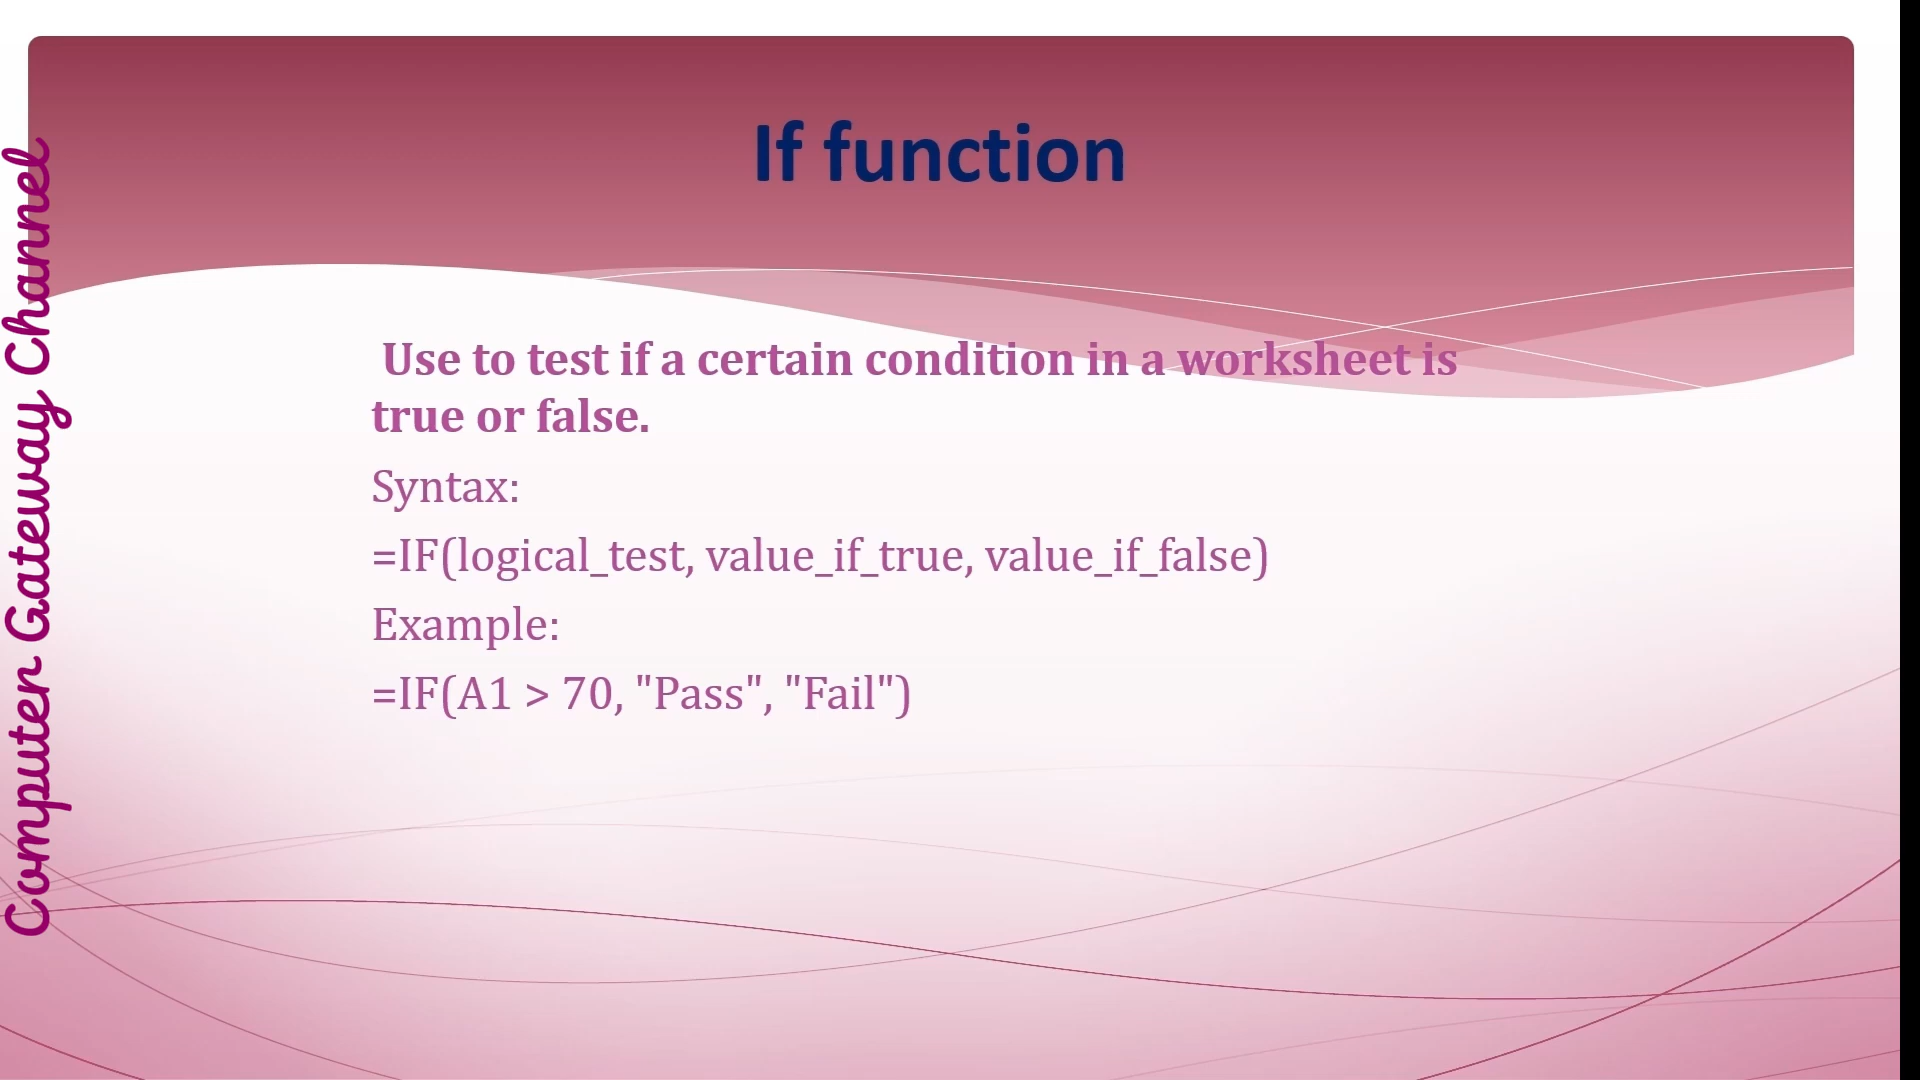 If function
Use to test if a certain condition in a worksheet is
true or false.
Syntax:
=IF(logical_test, value_if_true, value_if_false)
Example:
=IF(A1 > 70, "Pass", "Fail")
Computer Gateway Channel